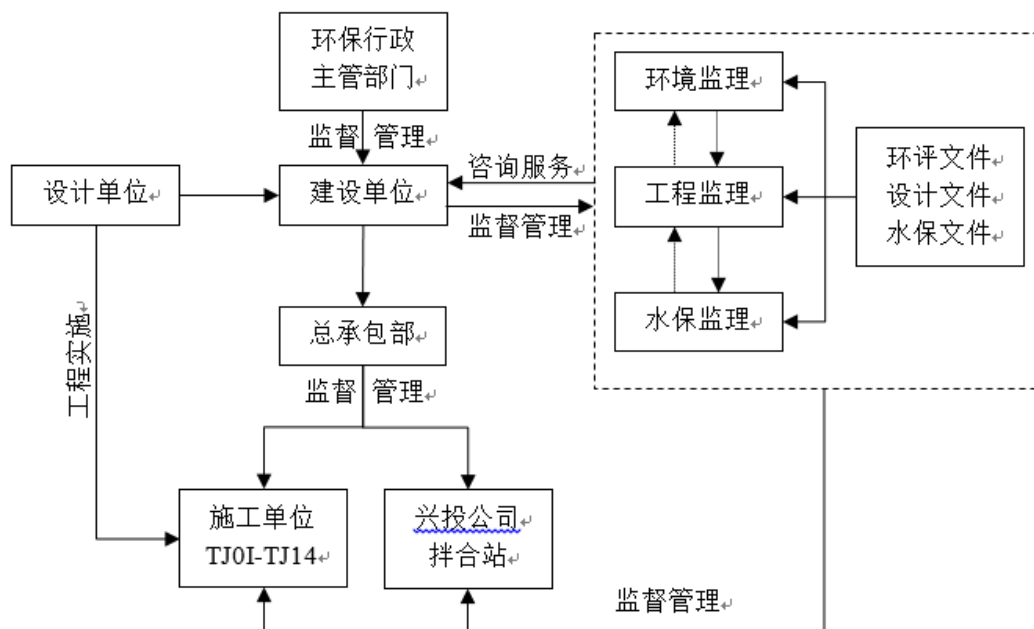 环保行政
主管部门
监督 管理
设计单位
建设单位
咨询服务
监督管理
环境监理
工程监理
水保监理
环评文件
设计文件
水保文件
总承包部
监督 管理
工程实施
施工单位
TJ0I-TJ14
兴投公司
拌合站
监督管理